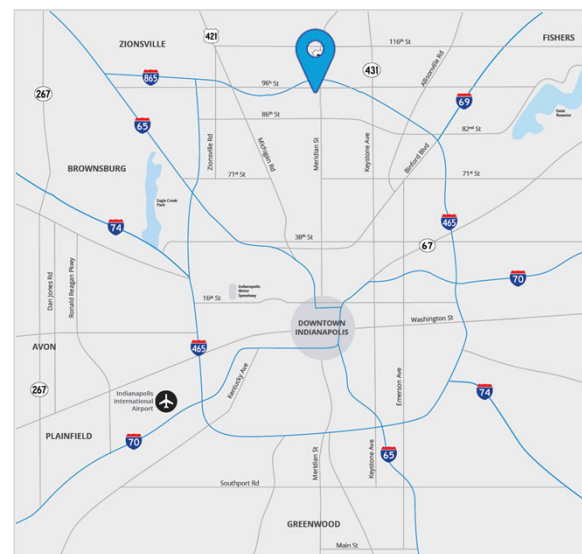 421
116th St
ZIONSVILLE
FISHERS
431
Allisonville Rd
865
96th St
267
69
65
86th St
82nd St
Geist
Reservoir
Zionsville Rd
Michigan Rd
Meridian St
Keystone Ave
Binford Blvd
BROWNSBURG
71st St
71st St
Eagle Creek
Park
465
74
38th St
67
70
Dan Jones Rd
Ronald Reagan Pkwy
Indianapolis
Motor
Speedway
16th St
DOWNTOWN
INDIANAPOLIS
Washington St
AVON
465
267
Kentucky Ave
Emerson Ave
74
Indianapolis
International
Airport
PLAINFIELD
70
Meridian St
Keystone Ave
65
Southport Rd
GREENWOOD
Main St